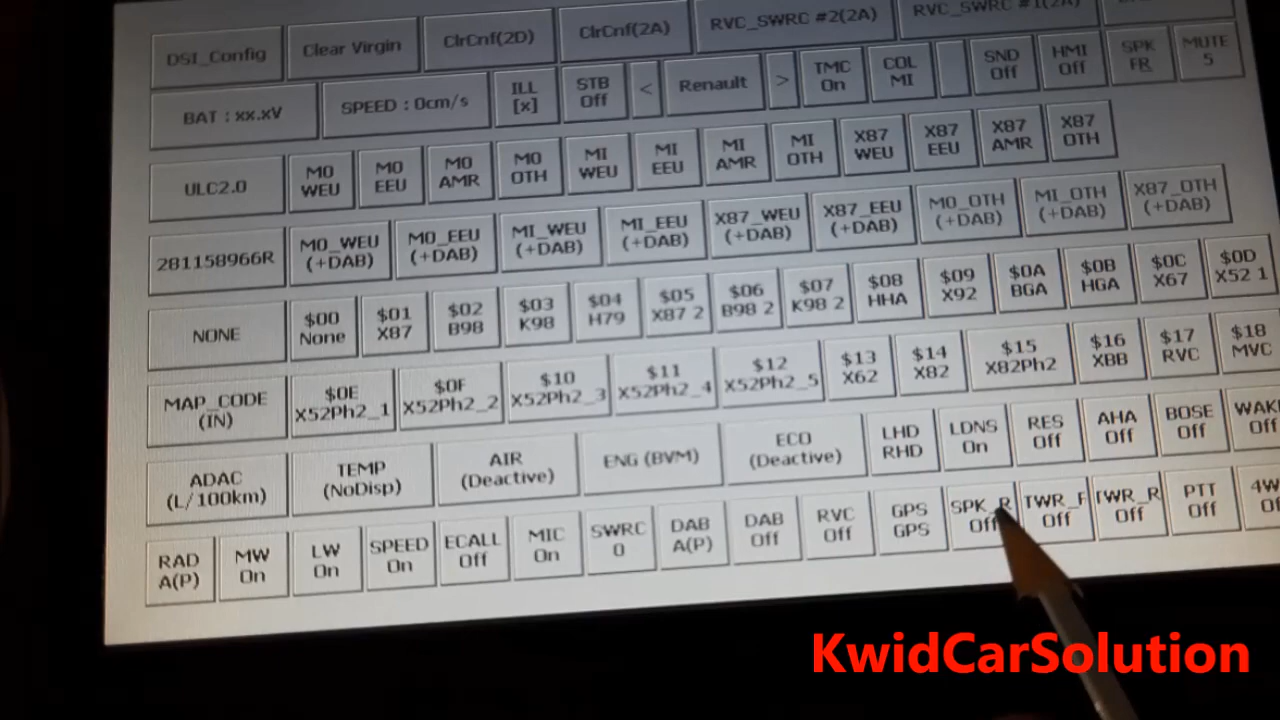 DSI_Config Clear Virgin ClrCnf(2D) ClrCnf(2A) RVC_SWRC #2(2A) RVC_SWRC #1(2A)
BAT : xx.xV SPEED : 0cm/s ILL STB < Renault > TMC COL SND HMI SPK MUTE
[x] Off On MI Off Off FR 5
ULC2.0 M0 M0 M0 M0 MI MI MI MI X87 X87 X87 X87
WEU EEU AMR OTH WEU EEU AMR OTH WEU EEU AMR OTH
281158966R M0_WEU M0_EEU MI_WEU MI_EEU X87_WEU X87_EEU M0_OTH MI_OTH X87_OTH
(+DAB) (+DAB) (+DAB) (+DAB) (+DAB) (+DAB) (+DAB) (+DAB) (+DAB)
NONE $00 $01 $02 $03 $04 $05 $06 $07 $08 $09 $0A $0B $0C $0D
None X87 B98 K98 H79 X87 2 B98 2 K98 2 HHA X92 BGA HGA X67 X52 1
MAP_CODE $0E $0F $10 $11 $12 $13 $14 $15 $16 $17 $18
(IN) X52Ph2_1 X52Ph2_2 X52Ph2_3 X52Ph2_4 X52Ph2_5 X62 X82 X82Ph2 XBB RVC MVC
ADAC TEMP AIR ENG (BVM) ECO LHD LDNS RES AHA BOSE
(L/100km) (NoDisp) (Deactive) (Deactive) RHD On Off Off Off
RAD MW LW SPEED ECALL MIC SWRC DAB DAB RVC GPS SPK_R TWR_F TWR_R PTT
A(P) On On On Off On 0 A(P) Off Off GPS Off Off Off Off
KwidCarSolution